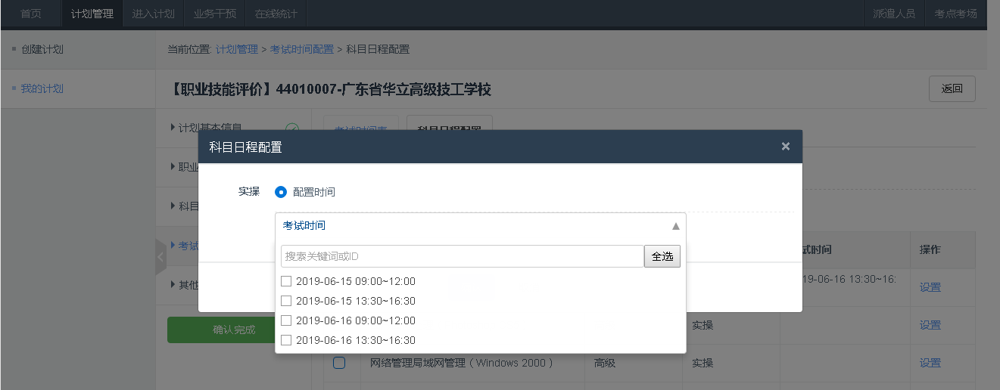 首页 计划管理 进入计划 业务干预 在线统计 派遣人员 考点考场
创建计划
当前位置: 计划管理 > 考试时间配置 > 科目日程配置
我的计划
【职业技能评价】44010007-广东省华立高级技工学校 返回
计划基本信息
考试时间表 科目日程配置
科目日程配置 ×
职业
实操 配置时间
科目
考试时间
考试
搜索关键词或ID 全选
式时间 操作
其他
2019-06-15 09:00~12:00
19-06-16 13:30~16:
设置
2019-06-15 13:30~16:30
2019-06-16 09:00~12:00
确认完成
实操 设置
2019-06-16 13:30~16:30
网络管理局域网管理（Windows 2000） 高级 实操 设置